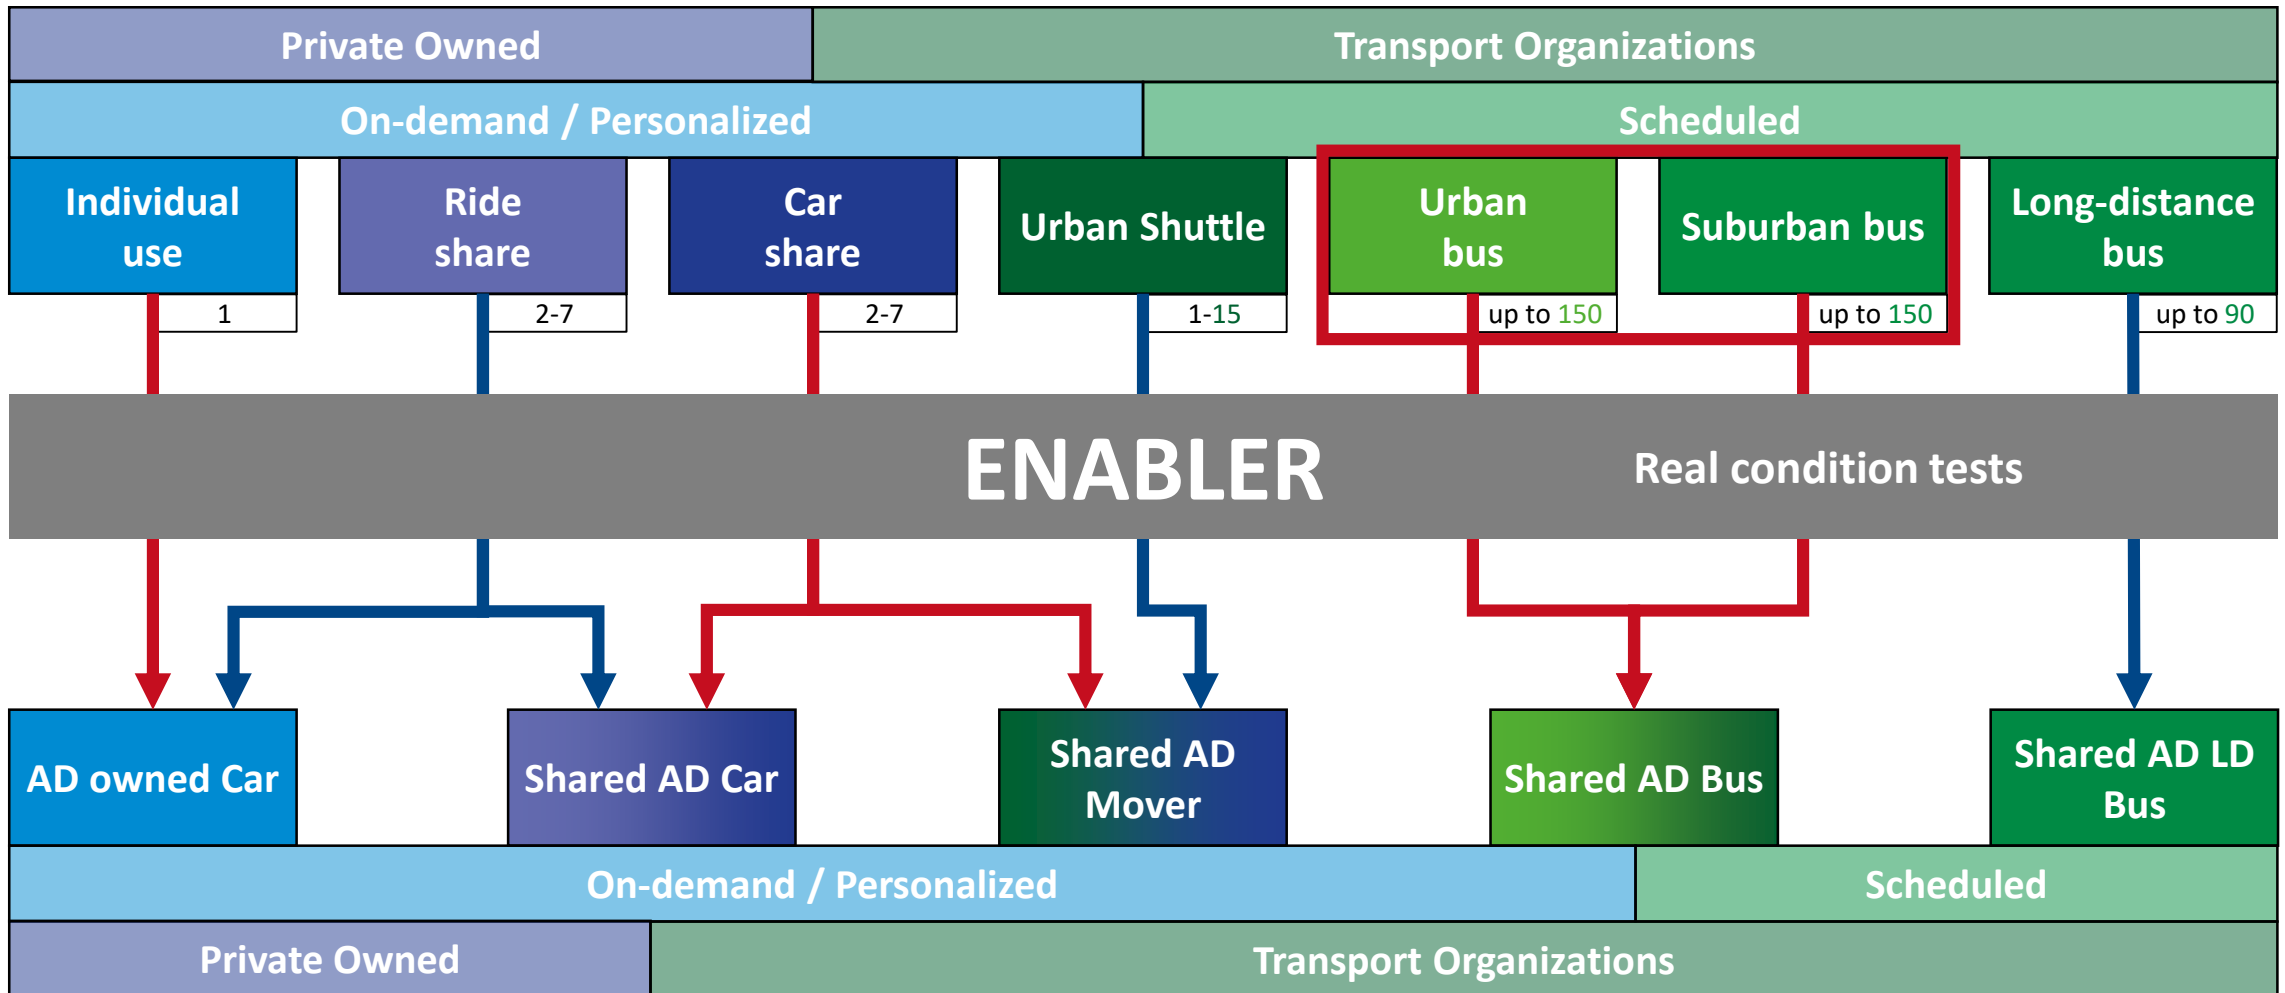 Private Owned
Transport Organizations
On-demand / Personalized
Scheduled
Individual
use
Ride
share
Car
share
Urban Shuttle
Urban
bus
Suburban bus
Long-distance
bus
1
2-7
2-7
1-15
up to 150
up to 150
up to 90
ENABLER
Real condition tests
AD owned Car
Shared AD Car
Shared AD
Mover
Shared AD Bus
Shared AD LD
Bus
On-demand / Personalized
Scheduled
Private Owned
Transport Organizations